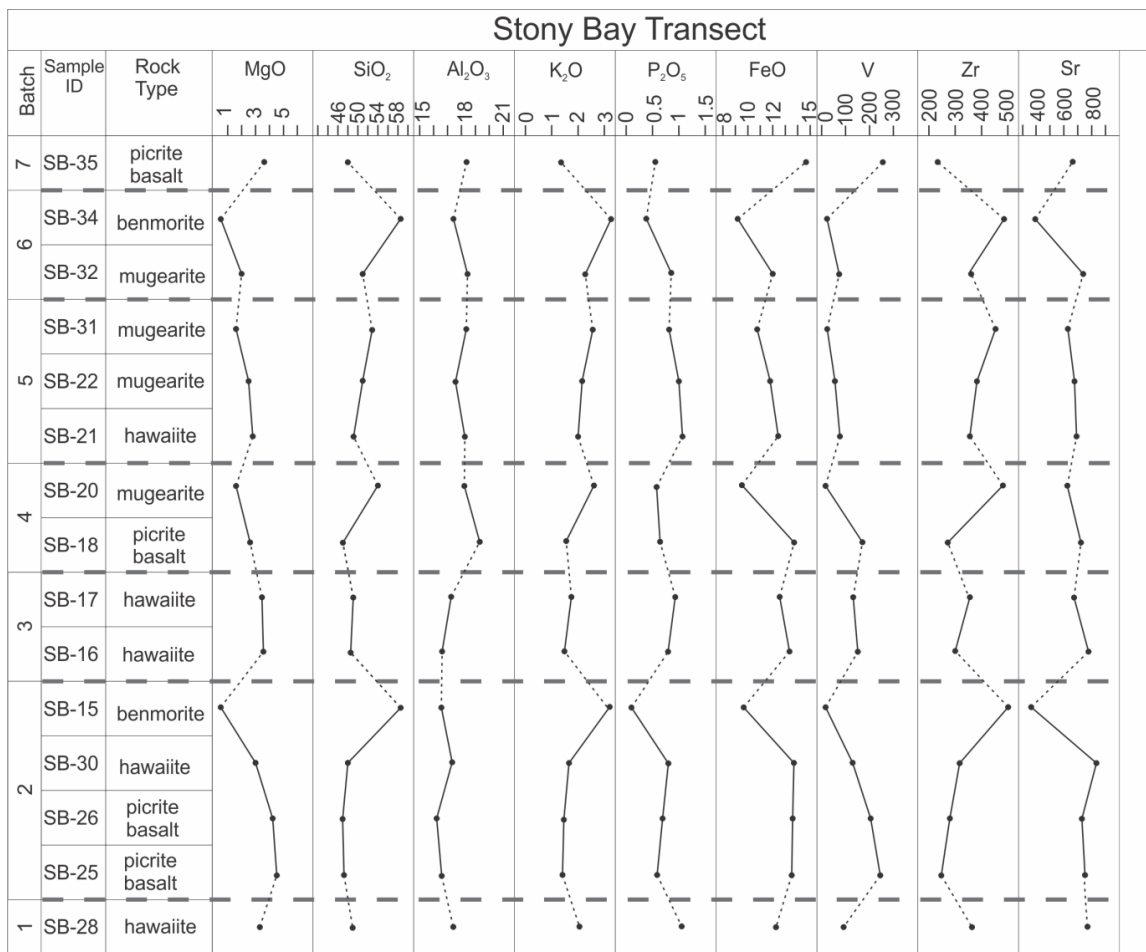 Stony Bay Transect
Batch
Sample ID
Rock Type
MgO
SiO₂
Al₂O₃
K₂O
P₂O₅
FeO
V
Zr
Sr
1 3 5
46 50 54 58
15 18 21
0 1 2 3
0 0.5 1 1.5
8 10 12 15
0 100 200 300
200 300 400 500
400 600 800
7 SB-35 picrite basalt
6 SB-34 benmorite
SB-32 mugearite
5 SB-31 mugearite
SB-22 mugearite
SB-21 hawaiite
4 SB-20 mugearite
SB-18 picrite basalt
3 SB-17 hawaiite
SB-16 hawaiite
2 SB-15 benmorite
SB-30 hawaiite
SB-26 picrite basalt
SB-25 picrite basalt
1 SB-28 hawaiite